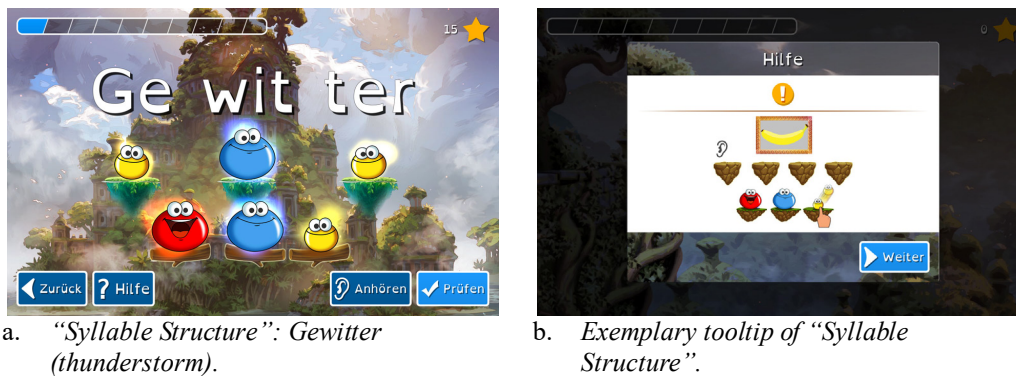 15
Ge wit ter
Zurück
? Hilfe
Anhören
Prüfen
a. “Syllable Structure”: Gewitter
(thunderstorm).
0
Hilfe
!
Weiter
b. Exemplary tooltip of “Syllable
Structure”.